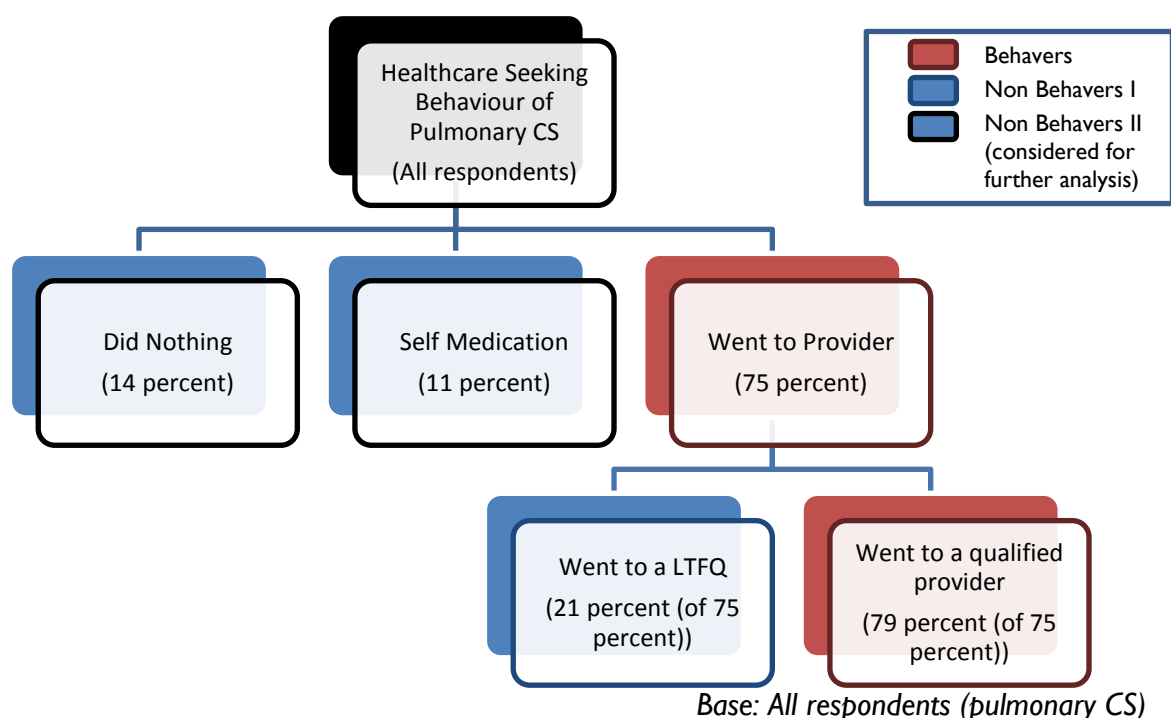 Healthcare Seeking
Behaviour of
Pulmonary CS
(All respondents)
Behavers
Non Behavers I
Non Behavers II
(considered for
further analysis)
Did Nothing
(14 percent)
Self Medication
(11 percent)
Went to Provider
(75 percent)
Went to a LTFQ
(21 percent (of 75
percent))
Went to a qualified
provider
(79 percent (of 75
percent))
Base: All respondents (pulmonary CS)